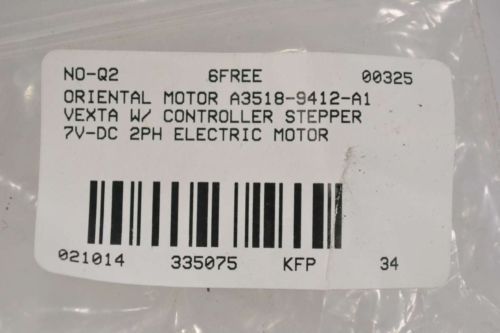 NO-Q2 6FREE 00325
ORIENTAL MOTOR A3518-9412-A1
VEXTA W/ CONTROLLER STEPPER
7V-DC 2PH ELECTRIC MOTOR
021014 335075 KFP 34